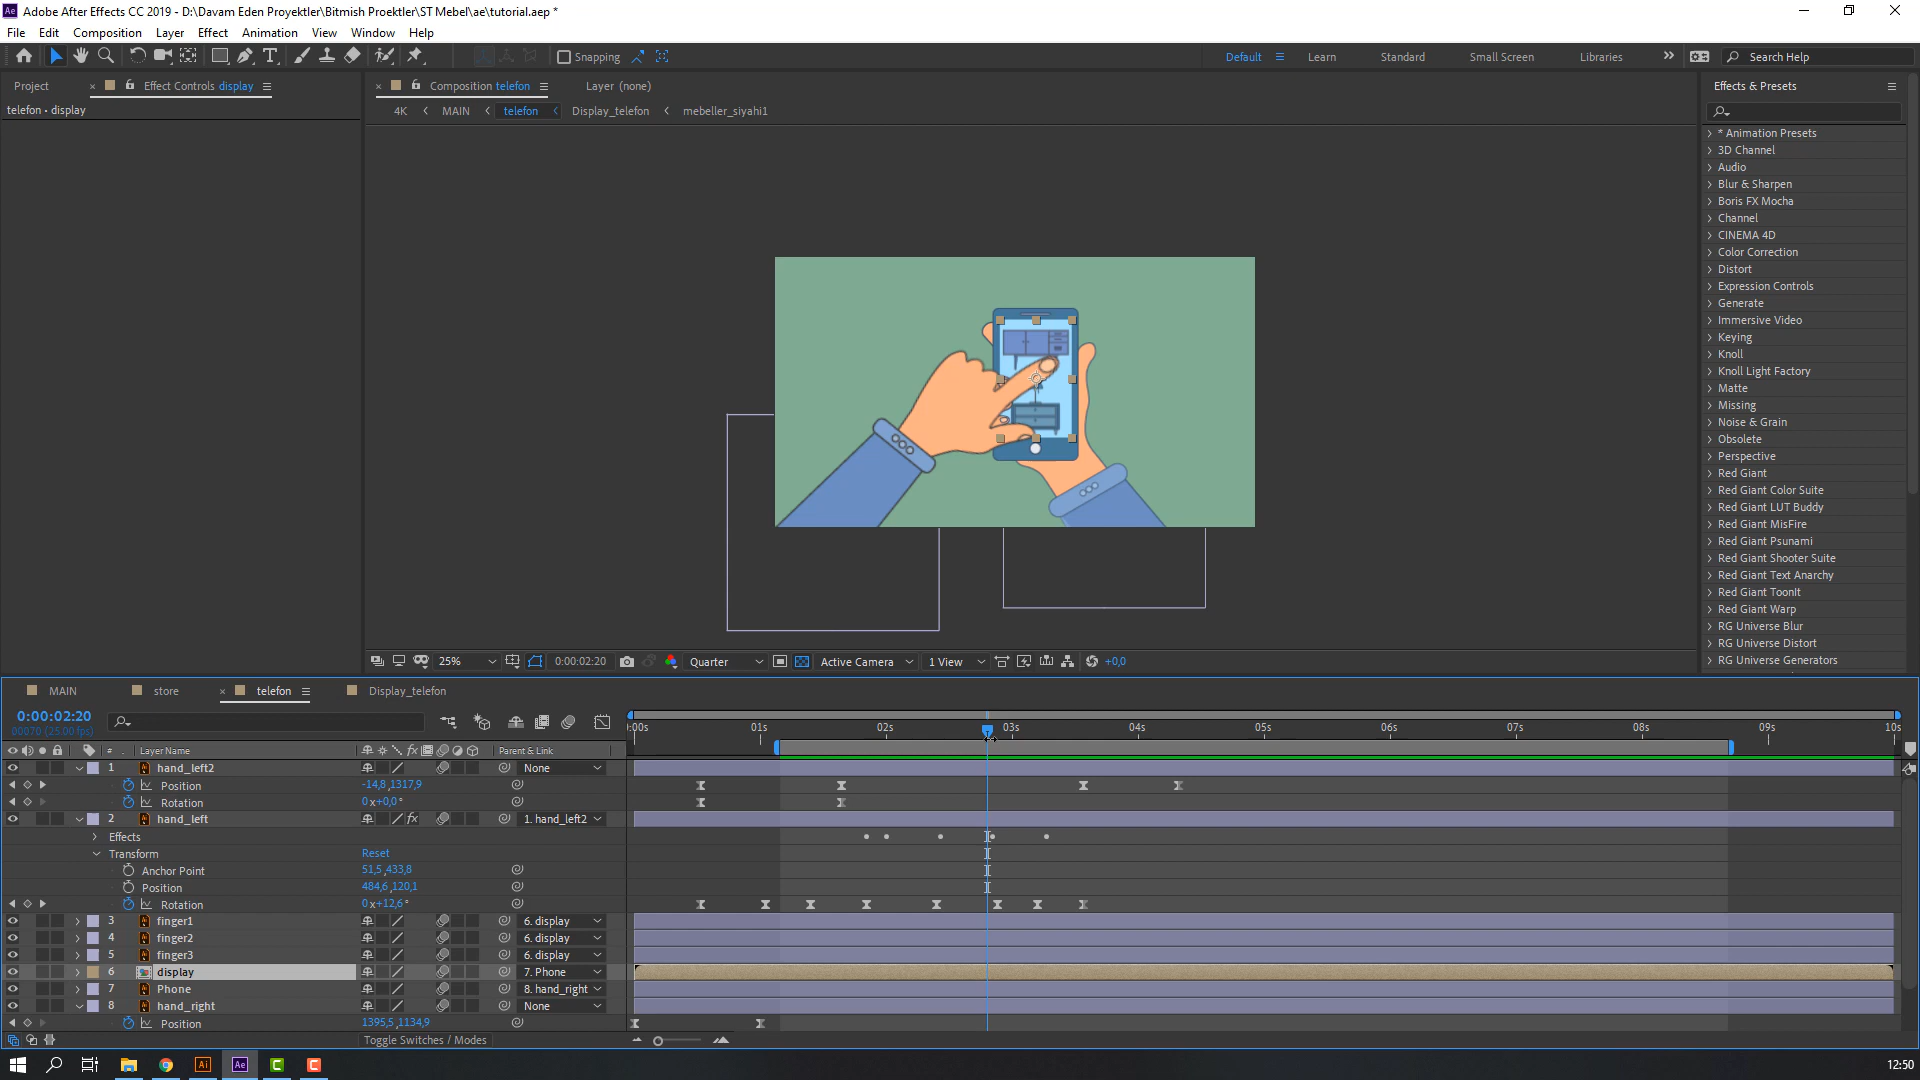 Adobe After Effects CC 2019 - D:\Davam Eden Proyektler\Bitmish Proektler\ST Mebel\ae\tutorial.aep *
File Edit Composition Layer Effect Animation View Window Help
Snapping
Default Learn Standard Small Screen Libraries Search Help
Project Effect Controls display Composition telefon Layer (none) Effects & Presets
telefon • display
4K MAIN telefon Display_telefon mebeller_siyahi1
* Animation Presets
3D Channel
Audio
Blur & Sharpen
Boris FX Mocha
Channel
CINEMA 4D
Color Correction
Distort
Expression Controls
Generate
Immersive Video
Keying
Knoll
Knoll Light Factory
Matte
Missing
Noise & Grain
Obsolete
Perspective
Red Giant
Red Giant Color Suite
Red Giant LUT Buddy
Red Giant MisFire
Red Giant Psunami
Red Giant Shooter Suite
Red Giant Text Anarchy
Red Giant ToonIt
Red Giant Warp
RG Universe Blur
RG Universe Distort
RG Universe Generators
25% 0:00:02:20 Quarter Active Camera 1 View +0,0
MAIN store telefon Display_telefon
0:00:02:20
00070 (25.00 fps)
:00s 01s 02s 03s 04s 05s 06s 07s 08s 09s 10s
# Layer Name fx Parent & Link
1 hand_left2 None
Position -14,8,1317,9
Rotation 0x+0,0°
2 hand_left fx 1. hand_left2
Effects
Transform Reset
Anchor Point 51,5,433,8
Position 484,6,120,1
Rotation 0x+12,6°
3 finger1 6. display
4 finger2 6. display
5 finger3 6. display
6 display 7. Phone
7 Phone 8. hand_right
8 hand_right None
Position 1395,5,1134,9
Toggle Switches / Modes
Ai Ae 12:50